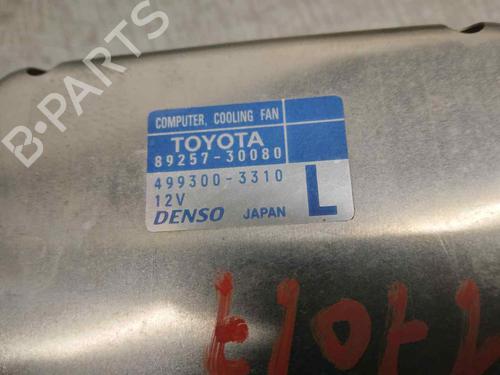 COMPUTER, COOLING FAN
TOYOTA
89257-30080
499300-3310
12V
L
DENSO JAPAN
B-PARTS